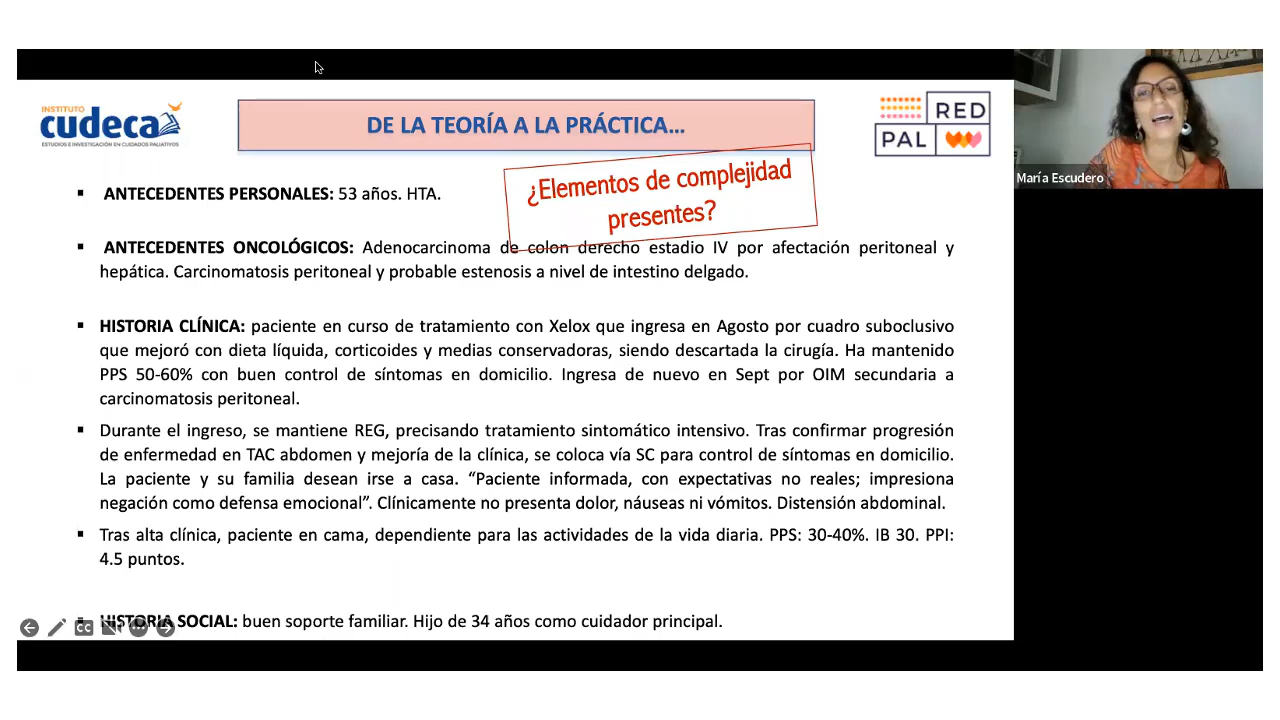 INSTITUTO
cudeca
ESTUDIOS E INVESTIGACIÓN EN CUIDADOS PALIATIVOS
DE LA TEORÍA A LA PRÁCTICA...
RED
PAL
María Escudero
¿Elementos de complejidad
presentes?
▪ ANTECEDENTES PERSONALES: 53 años. HTA.
▪ ANTECEDENTES ONCOLÓGICOS: Adenocarcinoma de colon derecho estadio IV por afectación peritoneal y
hepática. Carcinomatosis peritoneal y probable estenosis a nivel de intestino delgado.
▪ HISTORIA CLÍNICA: paciente en curso de tratamiento con Xelox que ingresa en Agosto por cuadro suboclusivo
que mejoró con dieta líquida, corticoides y medias conservadoras, siendo descartada la cirugía. Ha mantenido
PPS 50-60% con buen control de síntomas en domicilio. Ingresa de nuevo en Sept por OIM secundaria a
carcinomatosis peritoneal.
▪ Durante el ingreso, se mantiene REG, precisando tratamiento sintomático intensivo. Tras confirmar progresión
de enfermedad en TAC abdomen y mejoría de la clínica, se coloca vía SC para control de síntomas en domicilio.
La paciente y su familia desean irse a casa. “Paciente informada, con expectativas no reales; impresiona
negación como defensa emocional”. Clínicamente no presenta dolor, náuseas ni vómitos. Distensión abdominal.
▪ Tras alta clínica, paciente en cama, dependiente para las actividades de la vida diaria. PPS: 30-40%. IB 30. PPI:
4.5 puntos.
▪ HISTORIA SOCIAL: buen soporte familiar. Hijo de 34 años como cuidador principal.
CC